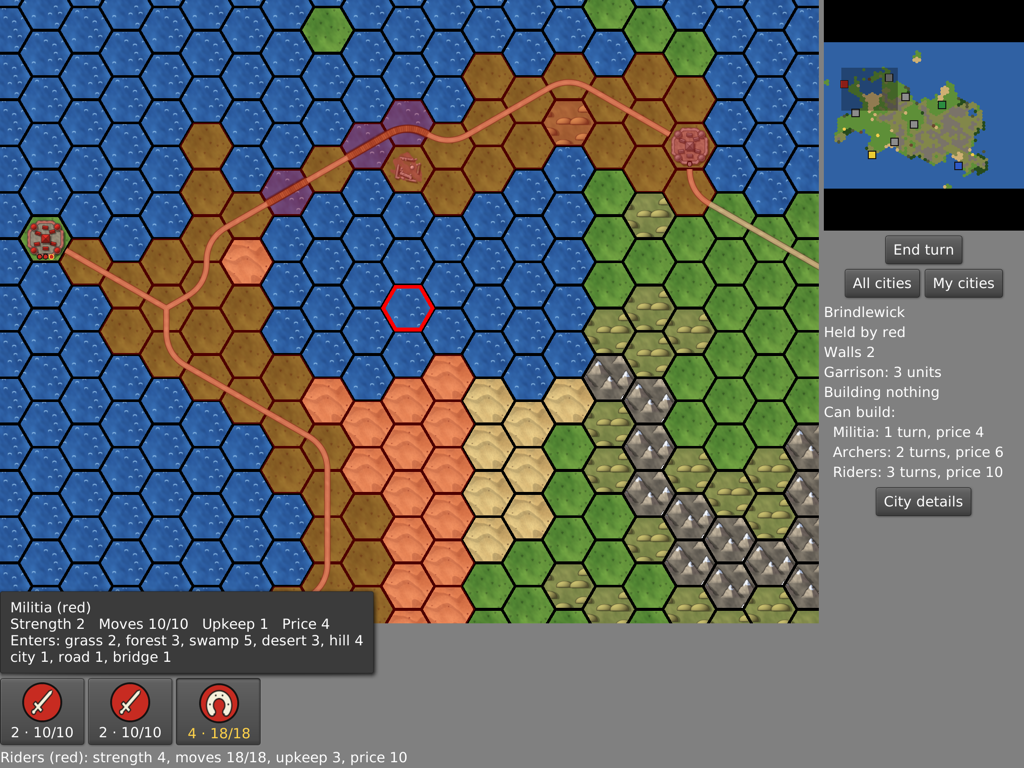 End turn
All cities My cities
Brindlewick
Held by red
Walls 2
Garrison: 3 units
Building nothing
Can build:
Militia: 1 turn, price 4
Archers: 2 turns, price 6
Riders: 3 turns, price 10
City details
Militia (red)
Strength 2 Moves 10/10 Upkeep 1 Price 4
Enters: grass 2, forest 3, swamp 5, desert 3, hill 4
city 1, road 1, bridge 1
2 · 10/10 2 · 10/10 4 · 18/18
Riders (red): strength 4, moves 18/18, upkeep 3, price 10